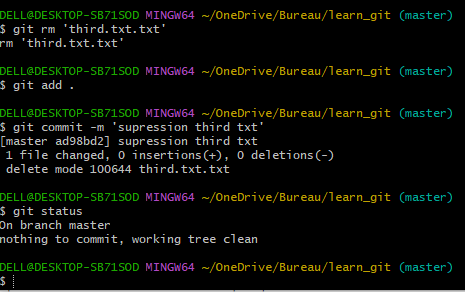 DELL@DESKTOP-SB71SOD MINGW64 ~/OneDrive/Bureau/learn_git (master)
$ git rm 'third.txt.txt'
rm 'third.txt.txt'
DELL@DESKTOP-SB71SOD MINGW64 ~/OneDrive/Bureau/learn_git (master)
$ git add .
DELL@DESKTOP-SB71SOD MINGW64 ~/OneDrive/Bureau/learn_git (master)
$ git commit -m 'supression third txt'
[master ad98bd2] supression third txt
1 file changed, 0 insertions(+), 0 deletions(-)
delete mode 100644 third.txt.txt
DELL@DESKTOP-SB71SOD MINGW64 ~/OneDrive/Bureau/learn_git (master)
$ git status
On branch master
nothing to commit, working tree clean
DELL@DESKTOP-SB71SOD MINGW64 ~/OneDrive/Bureau/learn_git (master)
$